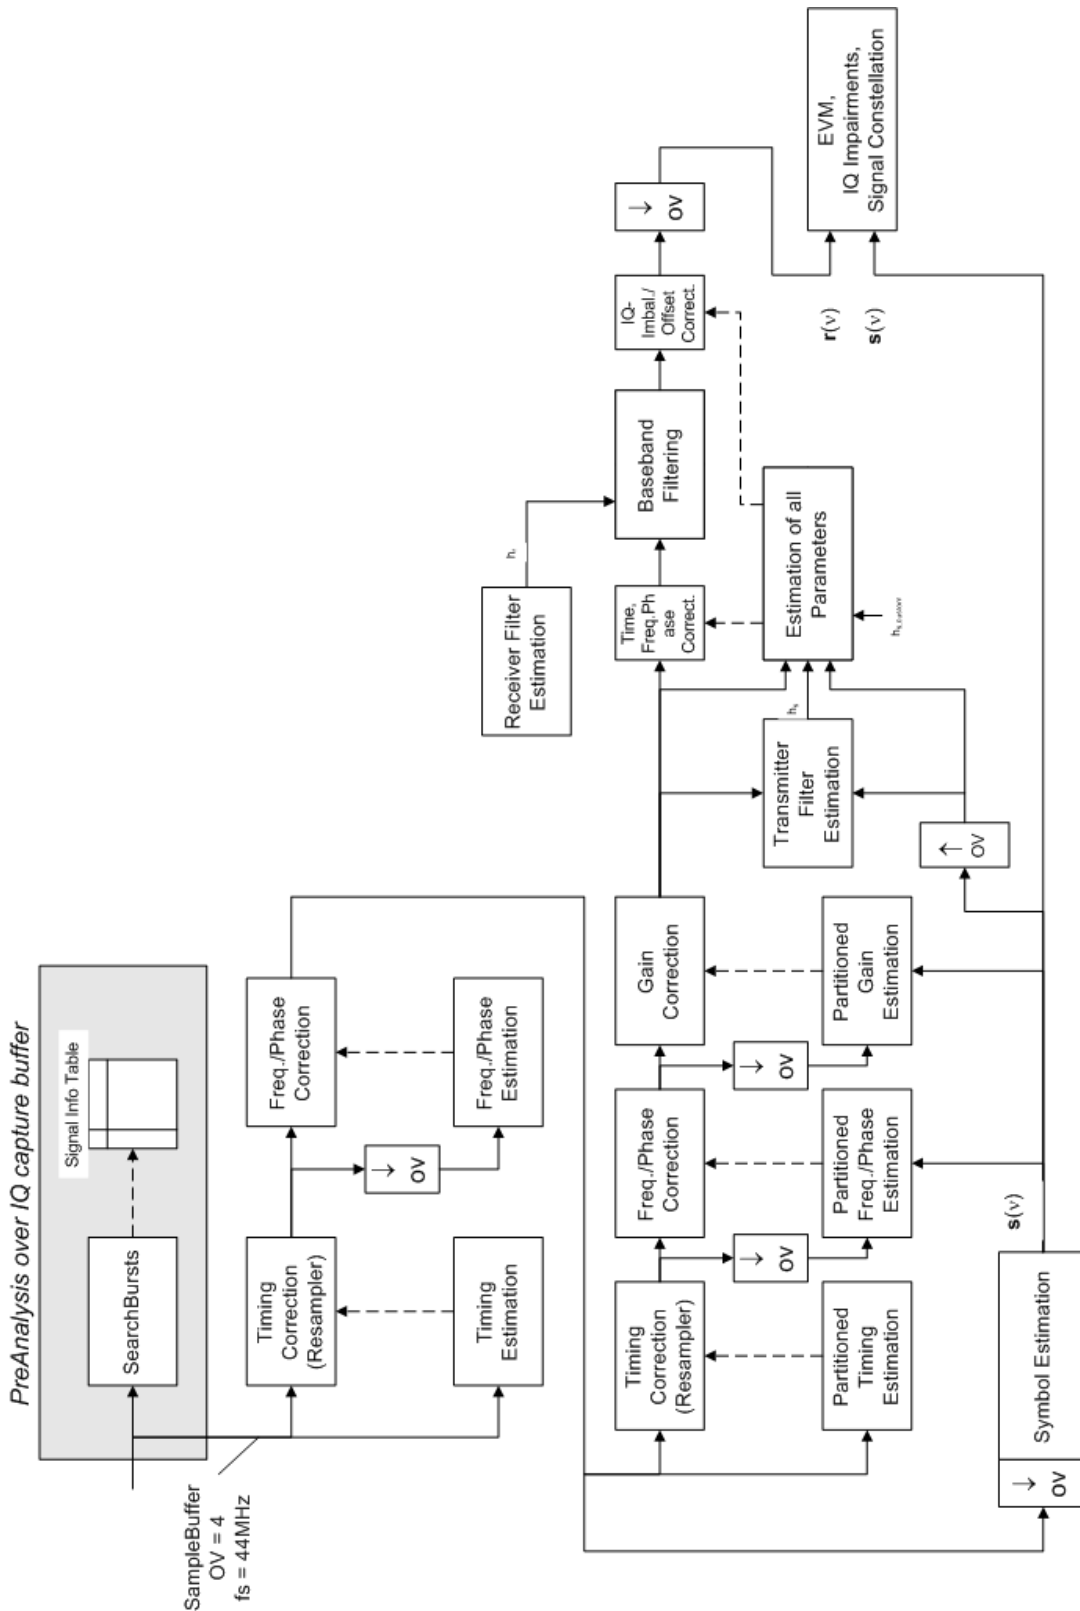 PreAnalysis over IQ capture buffer
Signal Info Table
SearchBursts
SampleBuffer
OV = 4
fs = 44MHz
Timing
Correction
(Resampler)
Freq./Phase
Correction
Timing
Estimation
↓
OV
Freq./Phase
Estimation
Receiver Filter
Estimation
h
Timing
Correction
(Resampler)
Freq./Phase
Correction
Gain
Correction
Time,
Freq.Ph
ase
Correct.
Baseband
Filtering
IQ-
Imbal./
Offset
Correct.
↓
OV
↓
OV
↓
OV
Partitioned
Timing
Estimation
Partitioned
Freq./Phase
Estimation
Partitioned
Gain
Estimation
Transmitter
Filter
Estimation
hs
Estimation of all
Parameters
↑
OV
r(ν)
s(ν)
EVM,
IQ Impairments,
Signal Constellation
↓
OV
Symbol Estimation
s(ν)